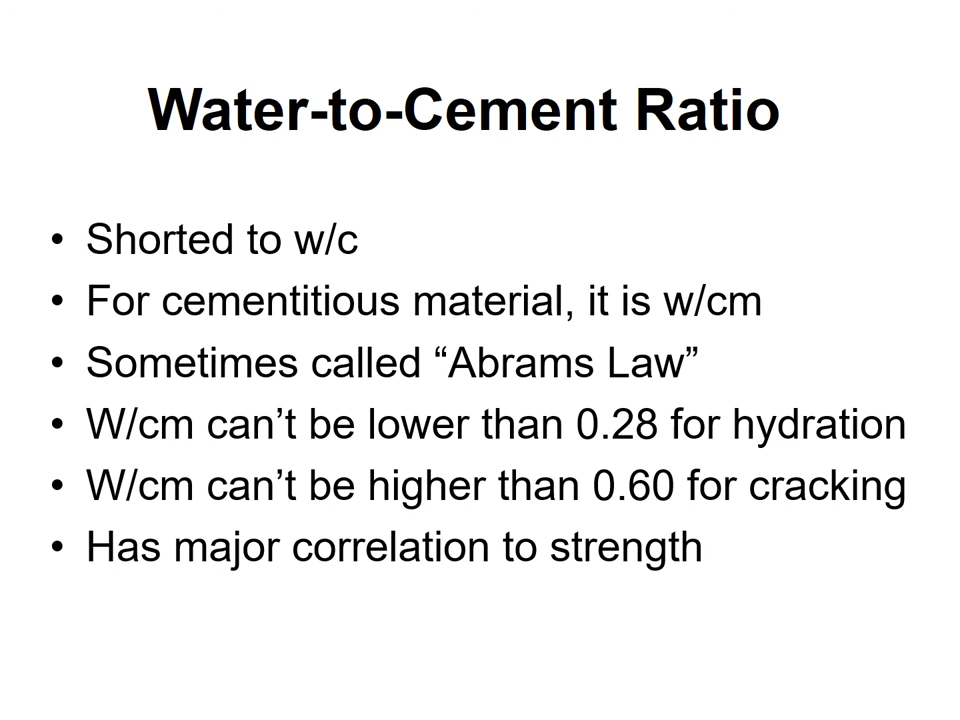 Water-to-Cement Ratio
• Shorted to w/c
• For cementitious material, it is w/cm
• Sometimes called “Abrams Law”
• W/cm can’t be lower than 0.28 for hydration
• W/cm can’t be higher than 0.60 for cracking
• Has major correlation to strength